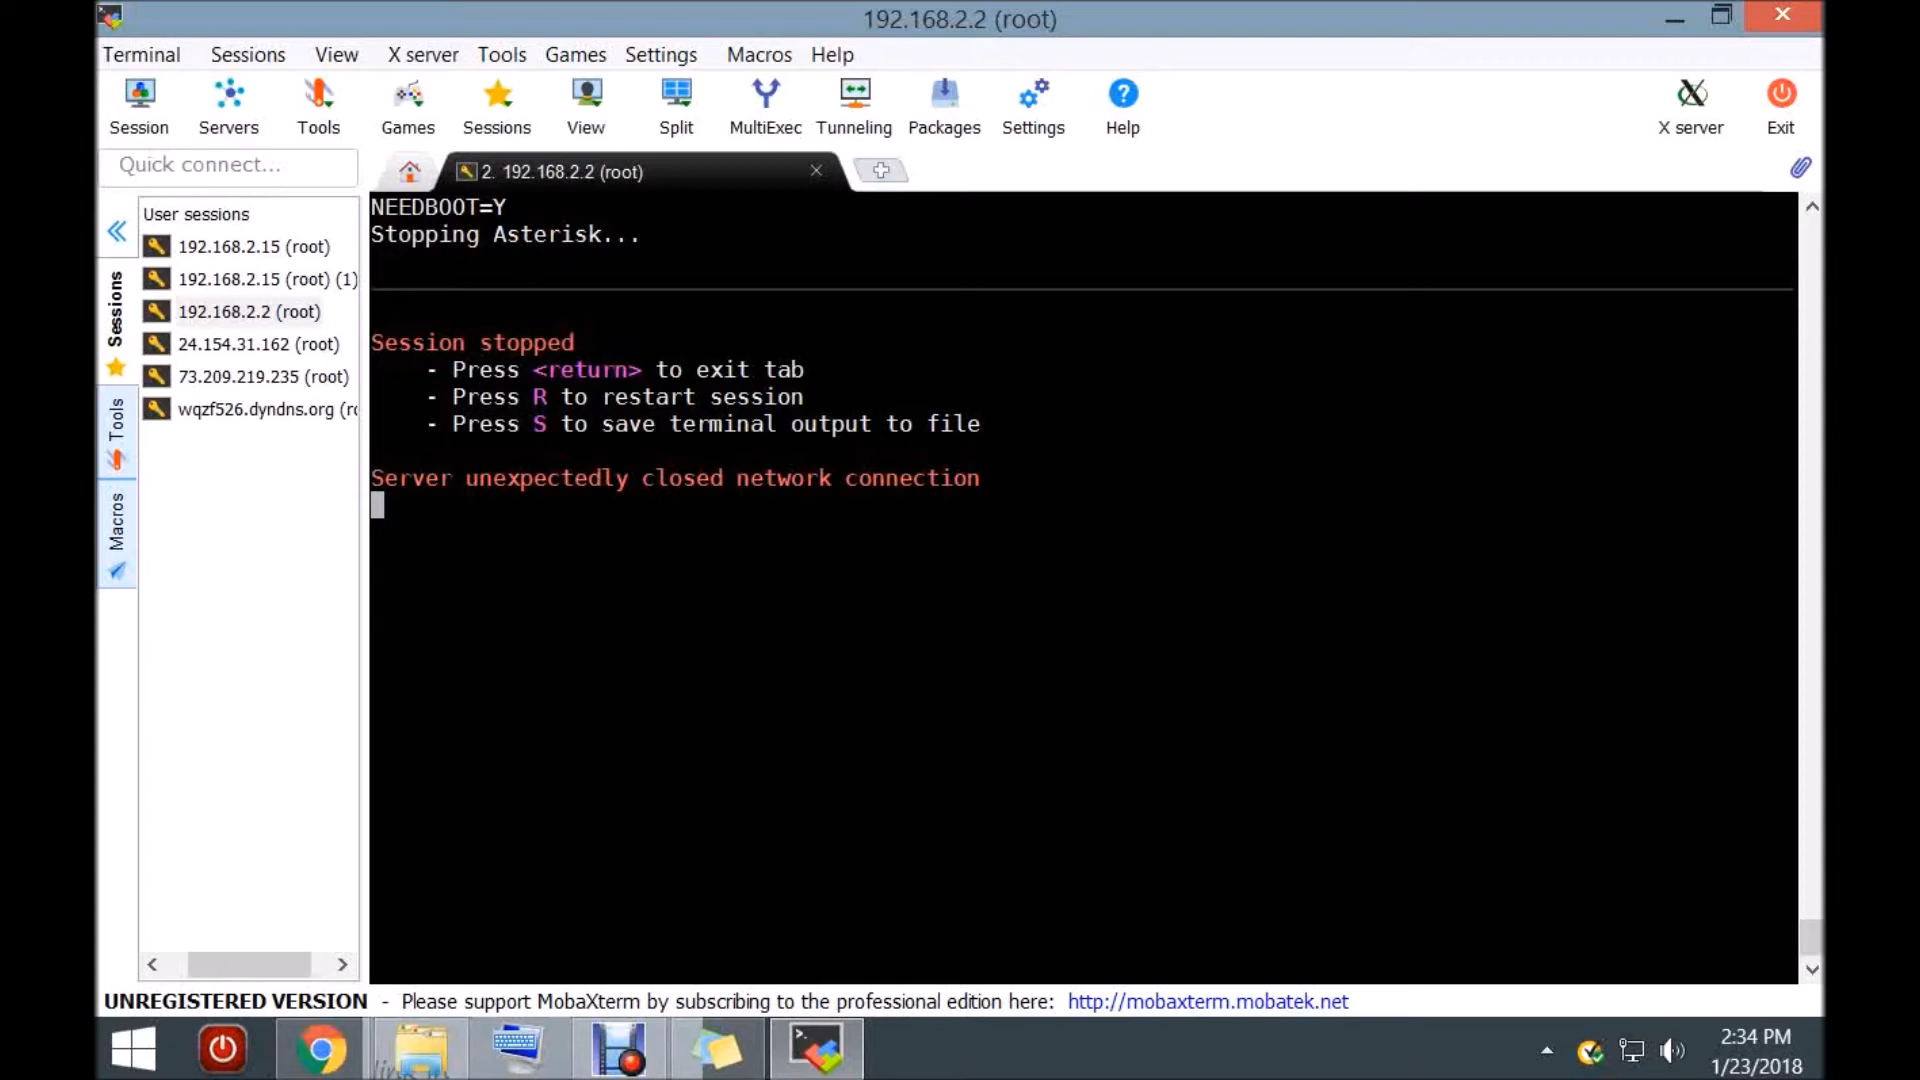 192.168.2.2 (root)
Terminal Sessions View X server Tools Games Settings Macros Help
Session Servers Tools Games Sessions View Split MultiExec Tunneling Packages Settings Help X server Exit
Quick connect...
2. 192.168.2.2 (root)
User sessions
192.168.2.15 (root)
192.168.2.15 (root) (1)
192.168.2.2 (root)
24.154.31.162 (root)
73.209.219.235 (root)
wqzf526.dyndns.org (ro
Sessions
Tools
Macros
NEEDBOOT=Y
Stopping Asterisk...
Session stopped
- Press <return> to exit tab
- Press R to restart session
- Press S to save terminal output to file
Server unexpectedly closed network connection
UNREGISTERED VERSION - Please support MobaXterm by subscribing to the professional edition here: http://mobaxterm.mobatek.net
2:34 PM
1/23/2018